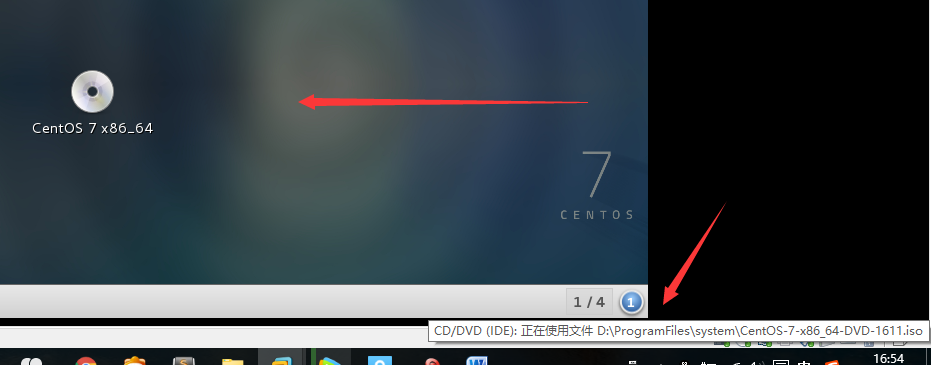 CentOS 7 x86_64
7
CENTOS
1 / 4
1
CD/DVD (IDE): 正在使用文件 D:\ProgramFiles\system\CentOS-7-x86_64-DVD-1611.iso
16:54